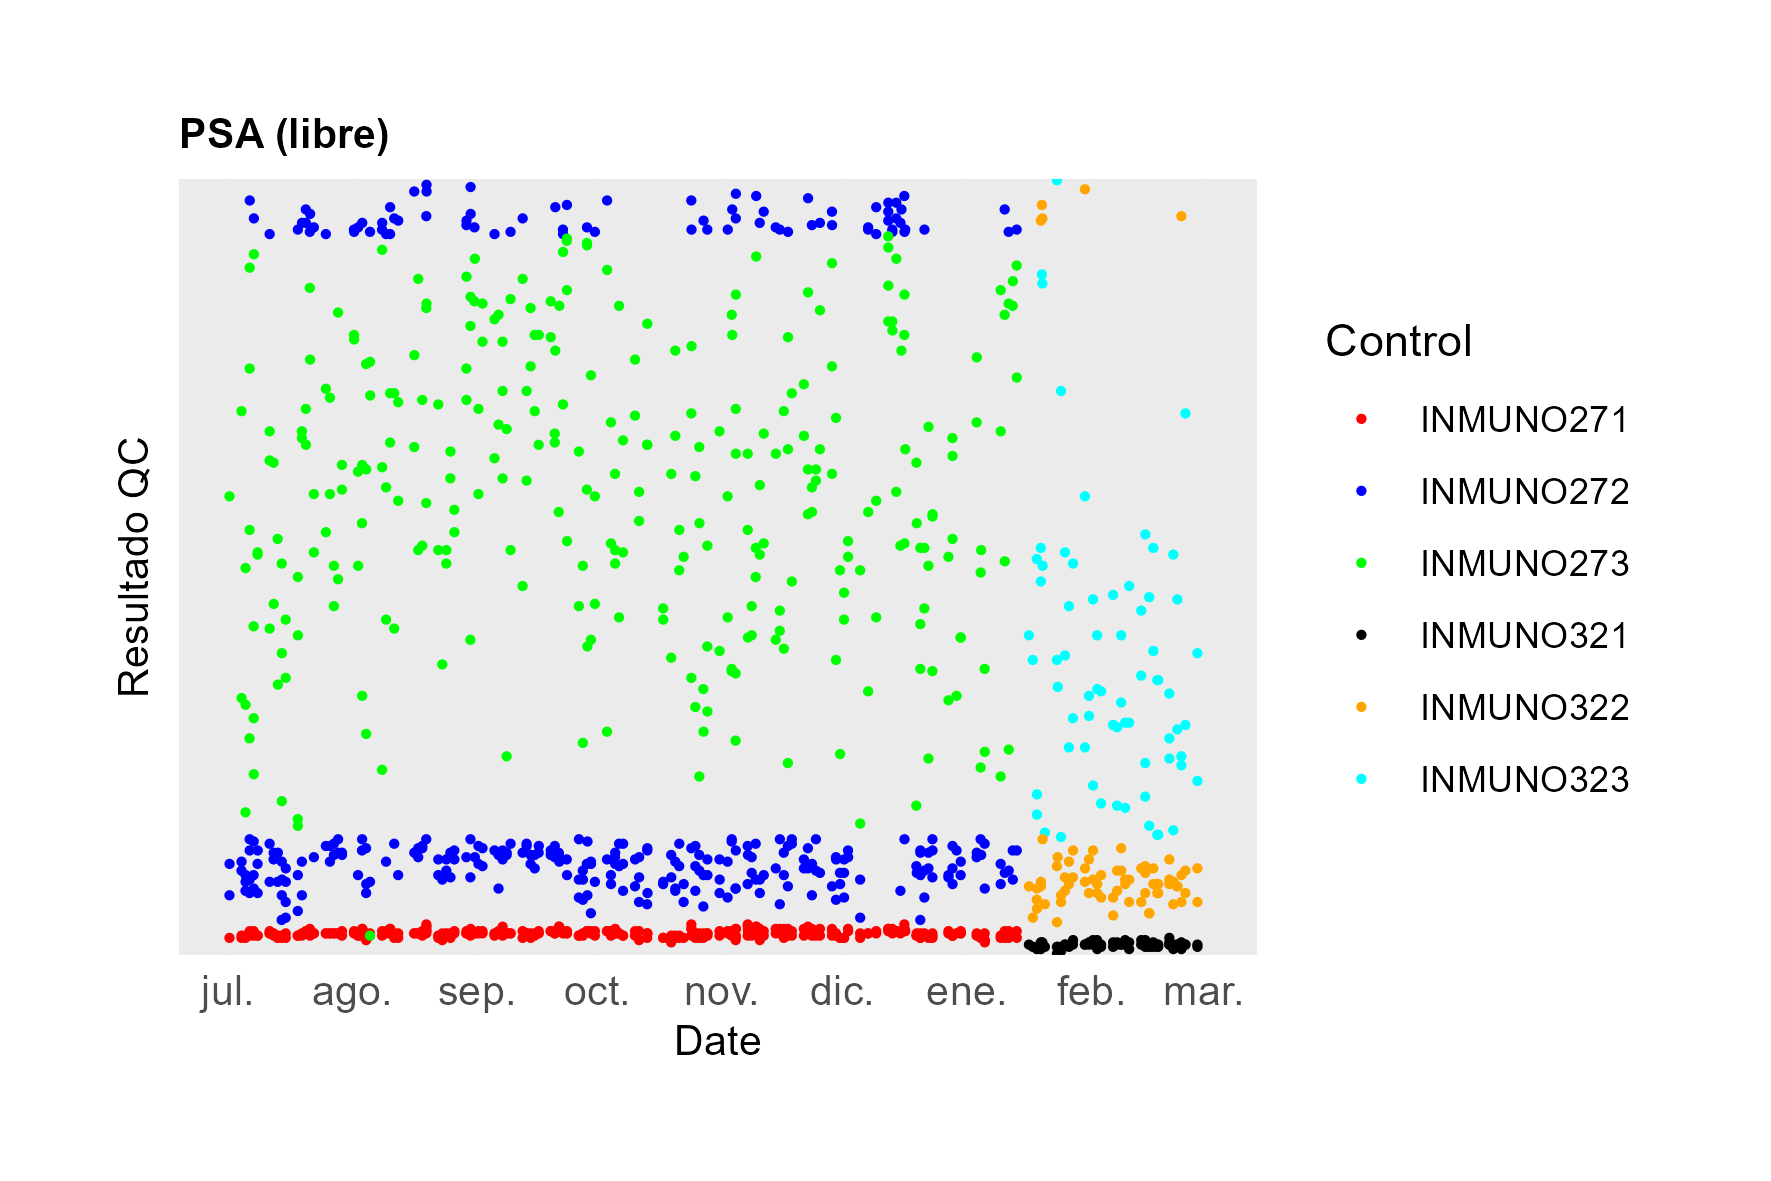 PSA (libre)
Resultado QC
jul. ago. sep. oct. nov. dic. ene. feb. mar.
Date
Control
INMUNO271
INMUNO272
INMUNO273
INMUNO321
INMUNO322
INMUNO323